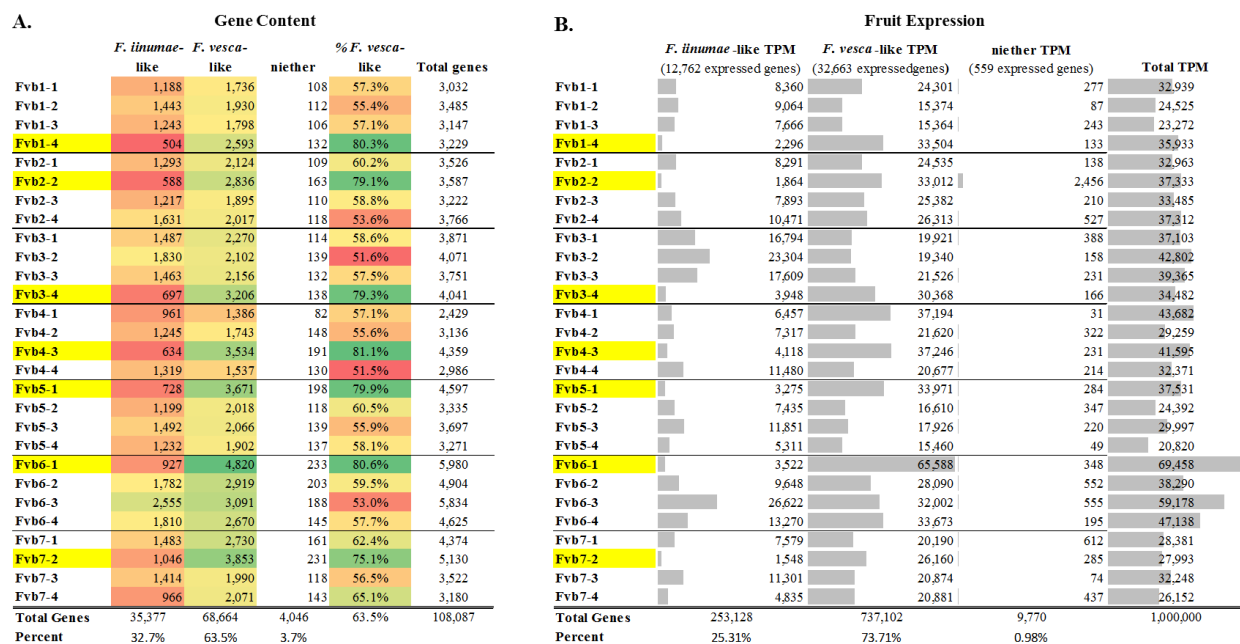 A. Gene Content
F. iinumae-like F. vesca-like niether % F. vesca-like Total genes
Fvb1-1 1,188 1,736 108 57.3% 3,032
Fvb1-2 1,443 1,930 112 55.4% 3,485
Fvb1-3 1,243 1,798 106 57.1% 3,147
Fvb1-4 504 2,593 132 80.3% 3,229
Fvb2-1 1,293 2,124 109 60.2% 3,526
Fvb2-2 588 2,836 163 79.1% 3,587
Fvb2-3 1,217 1,895 110 58.8% 3,222
Fvb2-4 1,631 2,017 118 53.6% 3,766
Fvb3-1 1,487 2,270 114 58.6% 3,871
Fvb3-2 1,830 2,102 139 51.6% 4,071
Fvb3-3 1,463 2,156 132 57.5% 3,751
Fvb3-4 697 3,206 138 79.3% 4,041
Fvb4-1 961 1,386 82 57.1% 2,429
Fvb4-2 1,245 1,743 148 55.6% 3,136
Fvb4-3 634 3,534 191 81.1% 4,359
Fvb4-4 1,319 1,537 130 51.5% 2,986
Fvb5-1 728 3,671 198 79.9% 4,597
Fvb5-2 1,199 2,018 118 60.5% 3,335
Fvb5-3 1,492 2,066 139 55.9% 3,697
Fvb5-4 1,232 1,902 137 58.1% 3,271
Fvb6-1 927 4,820 233 80.6% 5,980
Fvb6-2 1,782 2,919 203 59.5% 4,904
Fvb6-3 2,555 3,091 188 53.0% 5,834
Fvb6-4 1,810 2,670 145 57.7% 4,625
Fvb7-1 1,483 2,730 161 62.4% 4,374
Fvb7-2 1,046 3,853 231 75.1% 5,130
Fvb7-3 1,414 1,990 118 56.5% 3,522
Fvb7-4 966 2,071 143 65.1% 3,180
Total Genes 35,377 68,664 4,046 63.5% 108,087
Percent 32.7% 63.5% 3.7%
B. Fruit Expression
F. iinumae-like TPM F. vesca-like TPM niether TPM
(12,762 expressed genes) (32,663 expressedgenes) (559 expressed genes) Total TPM
Fvb1-1 8,360 24,301 277 32,939
Fvb1-2 9,064 15,374 87 24,525
Fvb1-3 7,666 15,364 243 23,272
Fvb1-4 2,296 33,504 133 35,933
Fvb2-1 8,291 24,535 138 32,963
Fvb2-2 1,864 33,012 2,456 37,333
Fvb2-3 7,893 25,382 210 33,485
Fvb2-4 10,471 26,313 527 37,312
Fvb3-1 16,794 19,921 388 37,103
Fvb3-2 23,304 19,340 158 42,802
Fvb3-3 17,609 21,526 231 39,365
Fvb3-4 3,948 30,368 166 34,482
Fvb4-1 6,457 37,194 31 43,682
Fvb4-2 7,317 21,620 322 29,259
Fvb4-3 4,118 37,246 231 41,595
Fvb4-4 11,480 20,677 214 32,371
Fvb5-1 3,275 33,971 284 37,531
Fvb5-2 7,435 16,610 347 24,392
Fvb5-3 11,851 17,926 220 29,997
Fvb5-4 5,311 15,460 49 20,820
Fvb6-1 3,522 65,588 348 69,458
Fvb6-2 9,648 28,090 552 38,290
Fvb6-3 26,622 32,002 555 59,178
Fvb6-4 13,270 33,673 195 47,138
Fvb7-1 7,579 20,190 612 28,381
Fvb7-2 1,548 26,160 285 27,993
Fvb7-3 11,301 20,874 74 32,248
Fvb7-4 4,835 20,881 437 26,152
Total Genes 253,128 737,102 9,770 1,000,000
Percent 25.31% 73.71% 0.98%